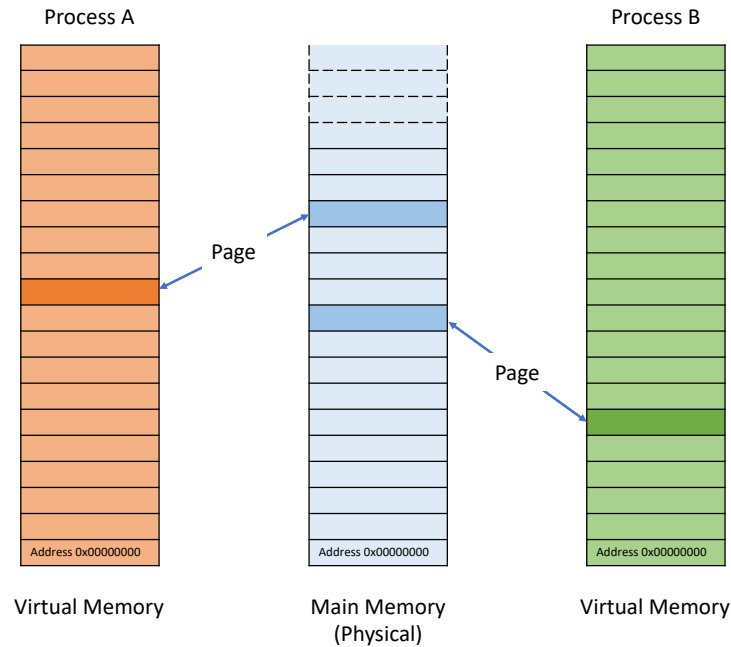 Process A
Process B
Page
Page
Address 0x00000000
Address 0x00000000
Address 0x00000000
Virtual Memory
Main Memory
(Physical)
Virtual Memory